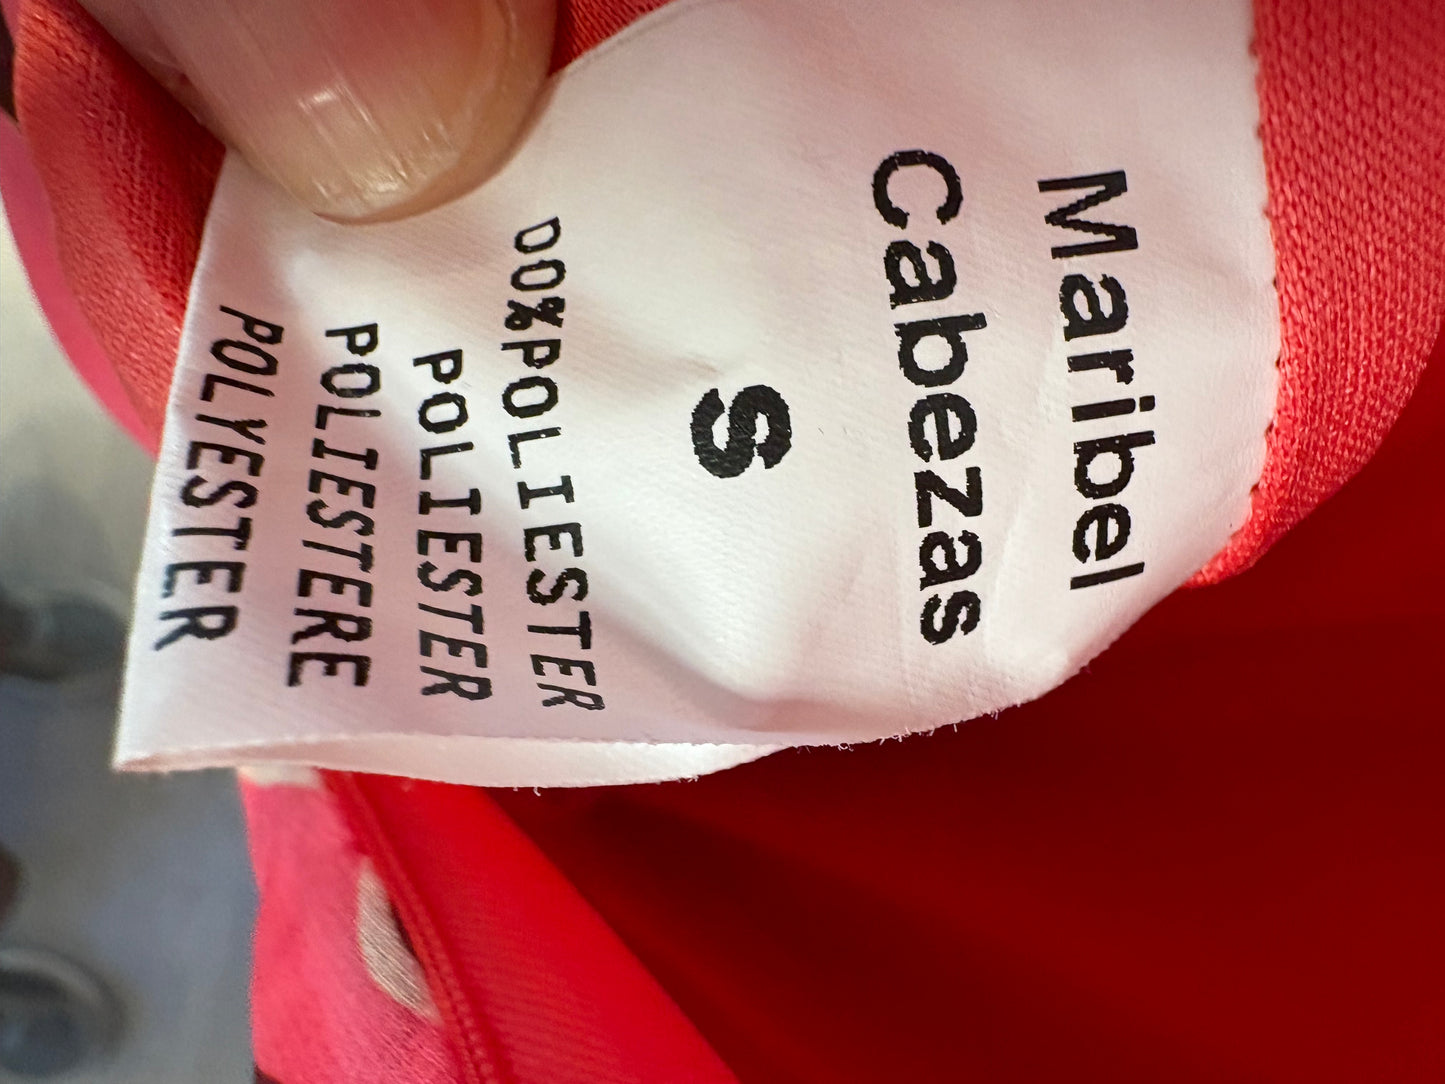 Maribel
Cabezas
S
00%POLIESTER
POLIESTER
POLIESTERE
POLYESTER